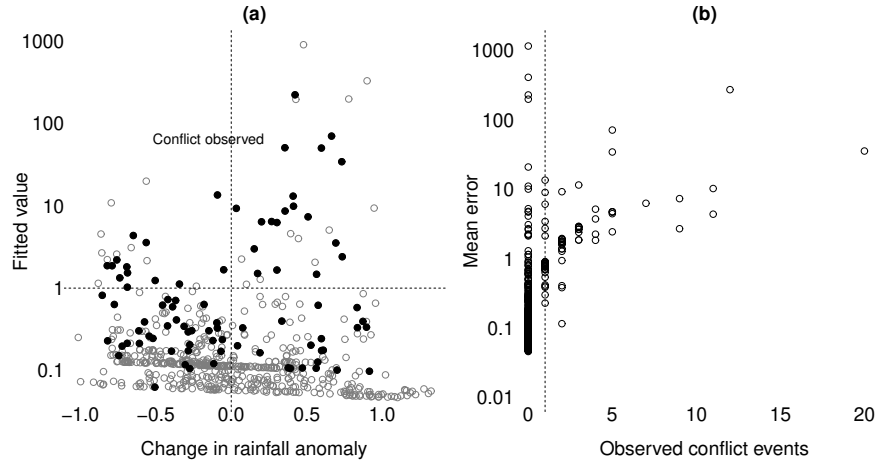 (a)
1000
100
10
1
0.1
Fitted value
Conflict observed
−1.0 −0.5 0.0 0.5 1.0
Change in rainfall anomaly
(b)
1000
100
10
1
0.1
0.01
Mean error
0 5 10 15 20
Observed conflict events